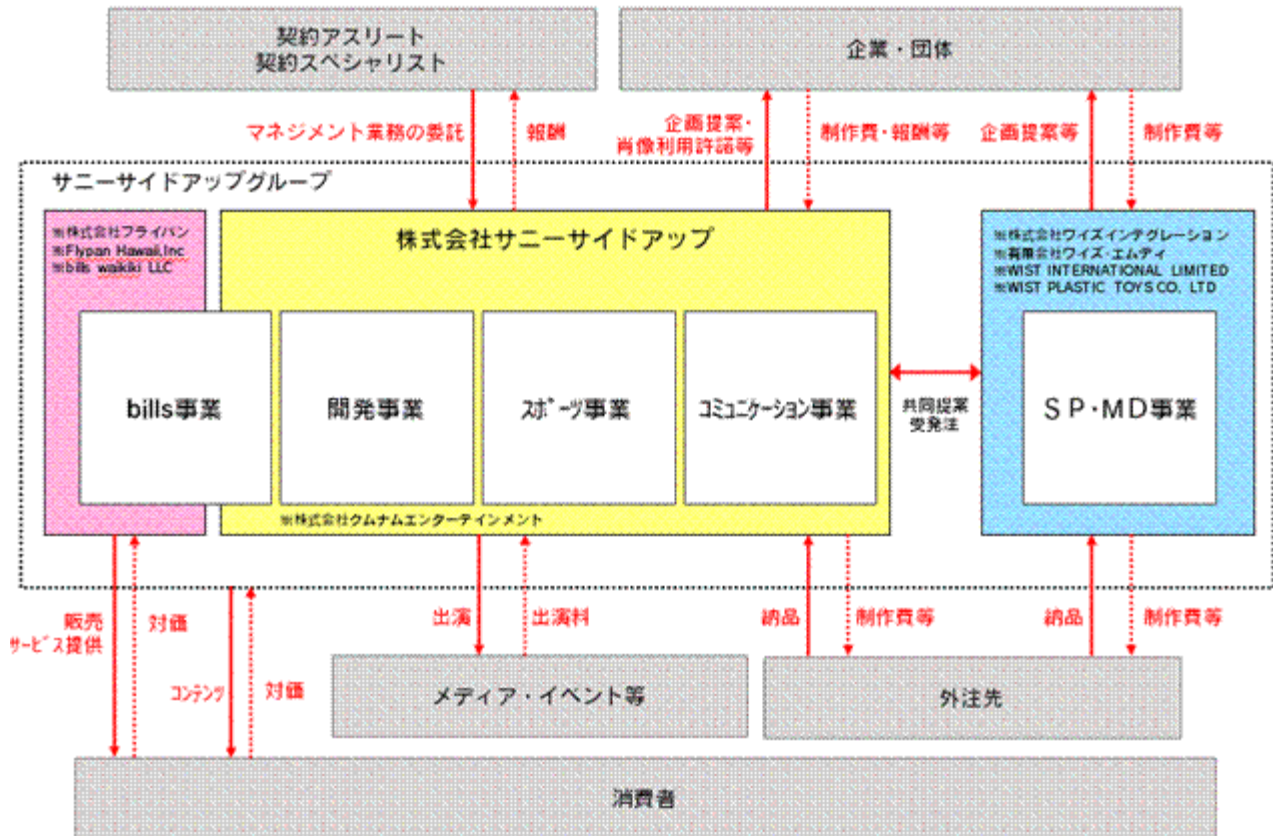 契約アスリート
契約スペシャリスト
企業・団体
マネジメント業務の委託
報酬
企画提案・
肖像利用許諾等
制作費・報酬等
企画提案等
制作費等
サニーサイドアップグループ
※株式会社フライパン
※Flypan Hawaii,Inc
※bills waikiki LLC
株式会社サニーサイドアップ
※株式会社ワイズインテグレーション
※有限会社ワイズ・エムディ
※WIST INTERNATIONAL LIMITED
※WIST PLASTIC TOYS CO, LTD
bills事業
開発事業
スポーツ事業
コミュニケーション事業
共同提案
受発注
ＳＰ・ＭＤ事業
※株式会社クムナムエンターテインメント
販売
サービス提供
対価
コンテンツ
対価
出演
出演料
納品
制作費等
納品
制作費等
メディア・イベント等
外注先
消費者